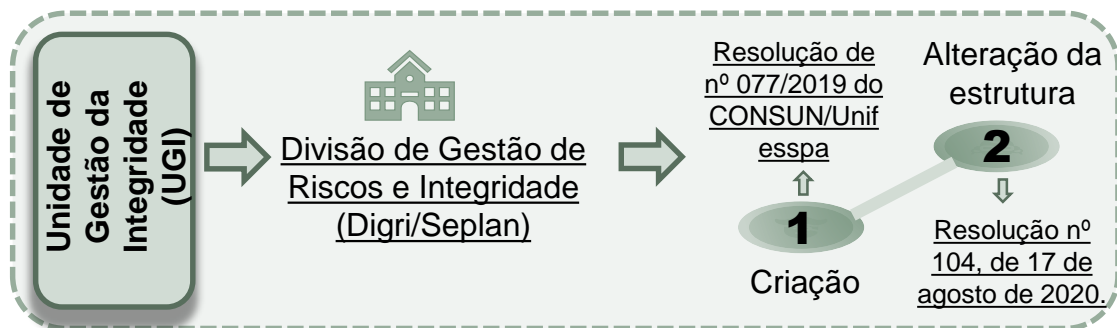 Unidade de
Gestão da
Integridade
(UGI)
Divisão de Gestão de
Riscos e Integridade
(Digri/Seplan)
Resolução de
nº 077/2019 do
CONSUN/Unif
esspa
1
Criação
Alteração da
estrutura
2
Resolução nº
104, de 17 de
agosto de 2020.